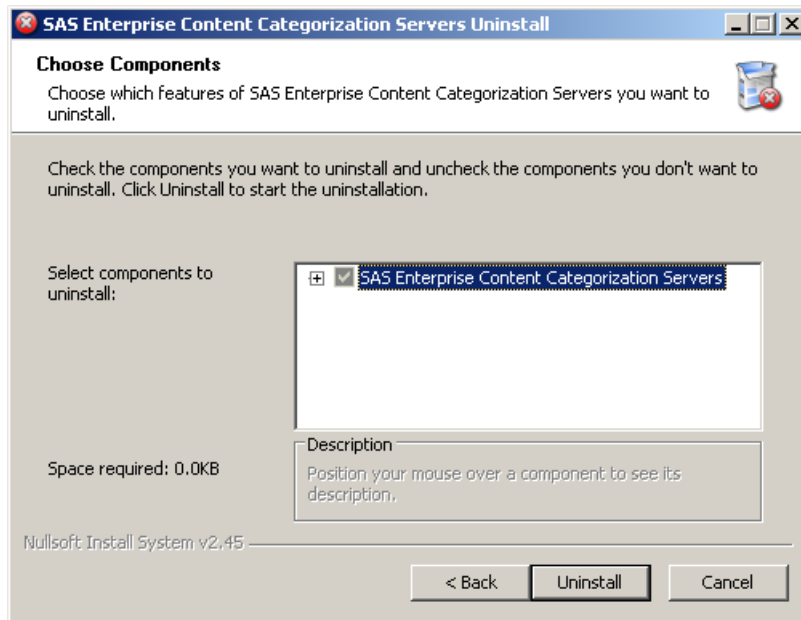 SAS Enterprise Content Categorization Servers Uninstall
Choose Components
Choose which features of SAS Enterprise Content Categorization Servers you want to
uninstall.
Check the components you want to uninstall and uncheck the components you don't want to
uninstall. Click Uninstall to start the uninstallation.
Select components to
uninstall:
SAS Enterprise Content Categorization Servers
Space required: 0.0KB
Description
Position your mouse over a component to see its
description.
Nullsoft Install System v2.45
< Back
Uninstall
Cancel